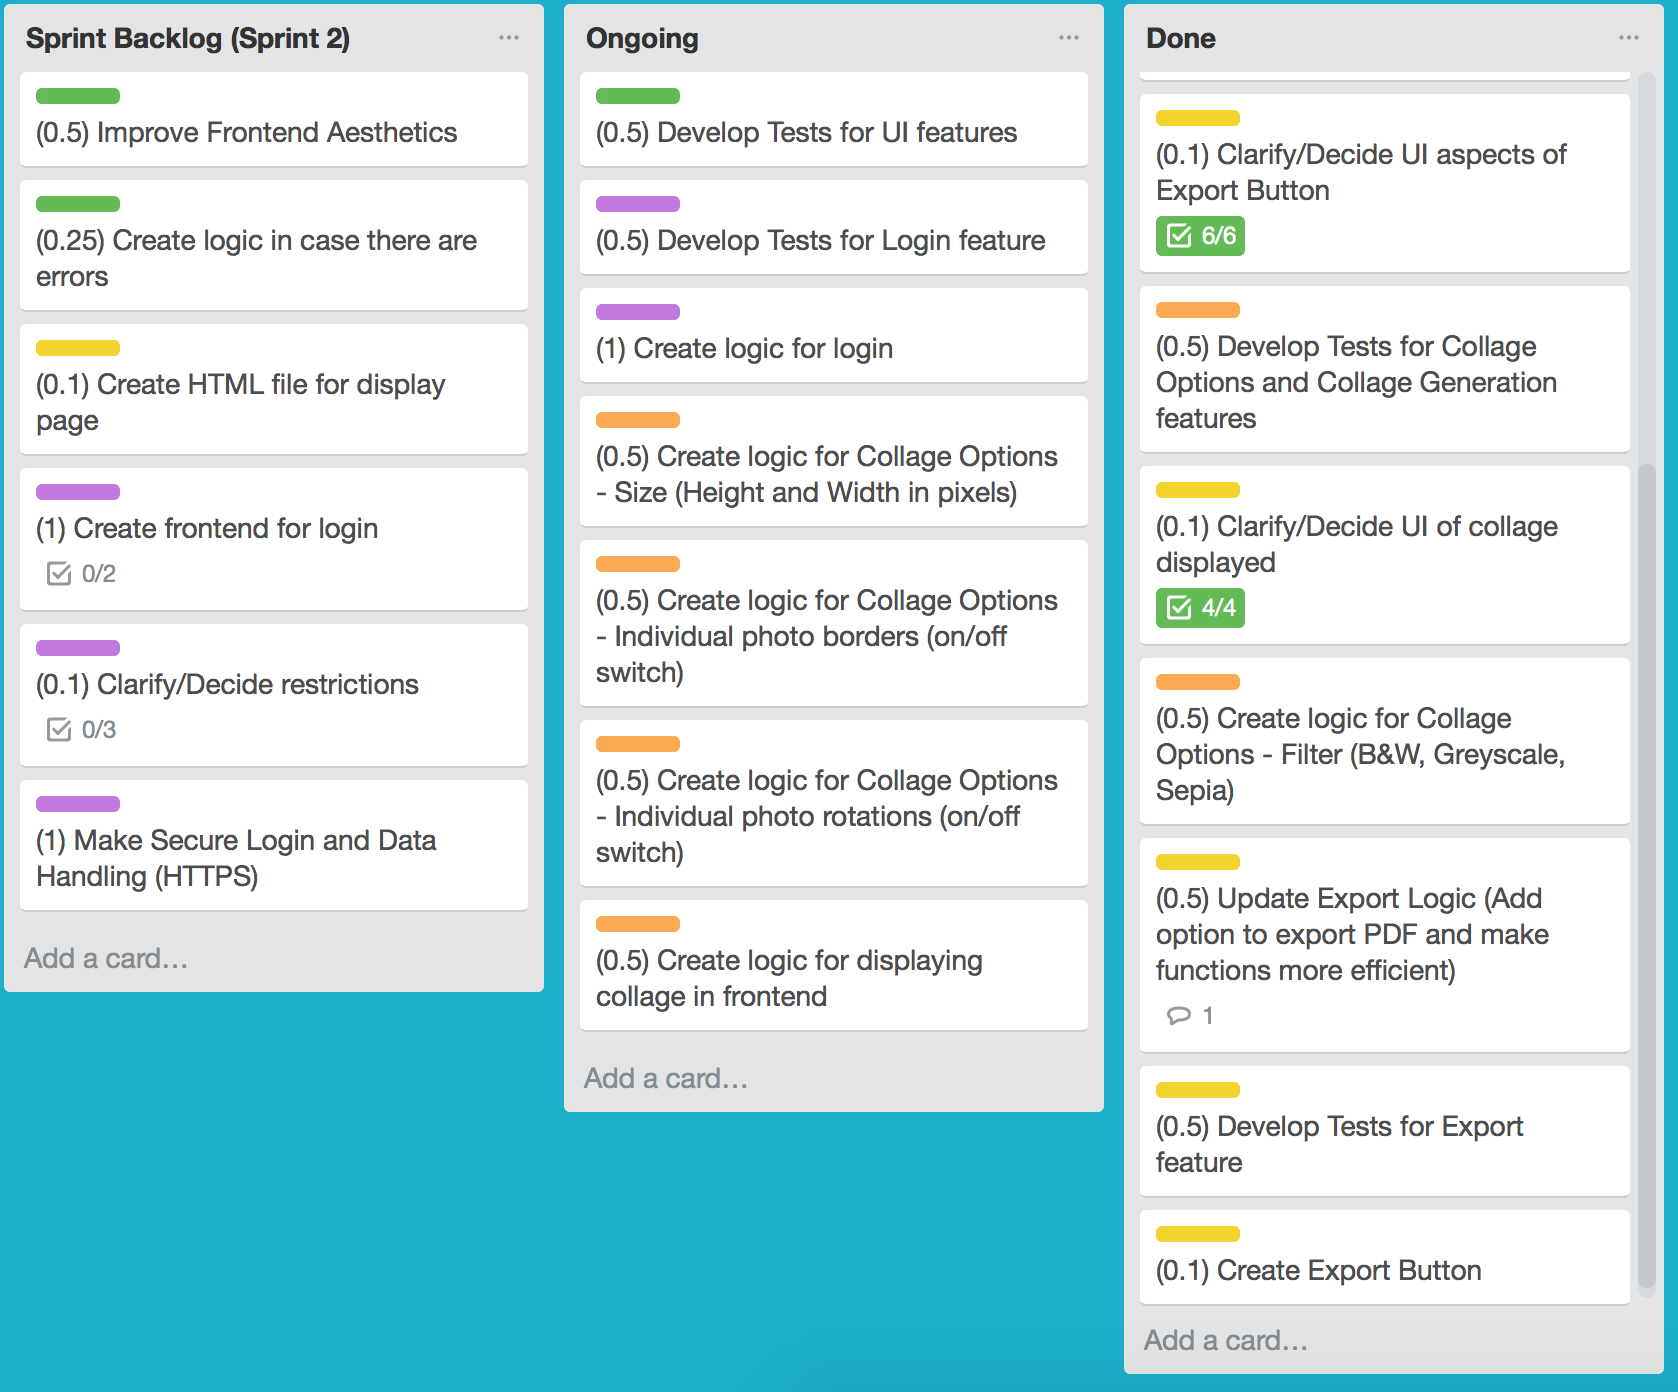 Sprint Backlog (Sprint 2)
(0.5) Improve Frontend Aesthetics
(0.25) Create logic in case there are
errors
(0.1) Create HTML file for display
page
(1) Create frontend for login
0/2
(0.1) Clarify/Decide restrictions
0/3
(1) Make Secure Login and Data
Handling (HTTPS)
Add a card...
Ongoing
(0.5) Develop Tests for UI features
(0.5) Develop Tests for Login feature
(1) Create logic for login
(0.5) Create logic for Collage Options
- Size (Height and Width in pixels)
(0.5) Create logic for Collage Options
- Individual photo borders (on/off
switch)
(0.5) Create logic for Collage Options
- Individual photo rotations (on/off
switch)
(0.5) Create logic for displaying
collage in frontend
Add a card...
Done
(0.1) Clarify/Decide UI aspects of
Export Button
6/6
(0.5) Develop Tests for Collage
Options and Collage Generation
features
(0.1) Clarify/Decide UI of collage
displayed
4/4
(0.5) Create logic for Collage
Options - Filter (B&W, Greyscale,
Sepia)
(0.5) Update Export Logic (Add
option to export PDF and make
functions more efficient)
1
(0.5) Develop Tests for Export
feature
(0.1) Create Export Button
Add a card...